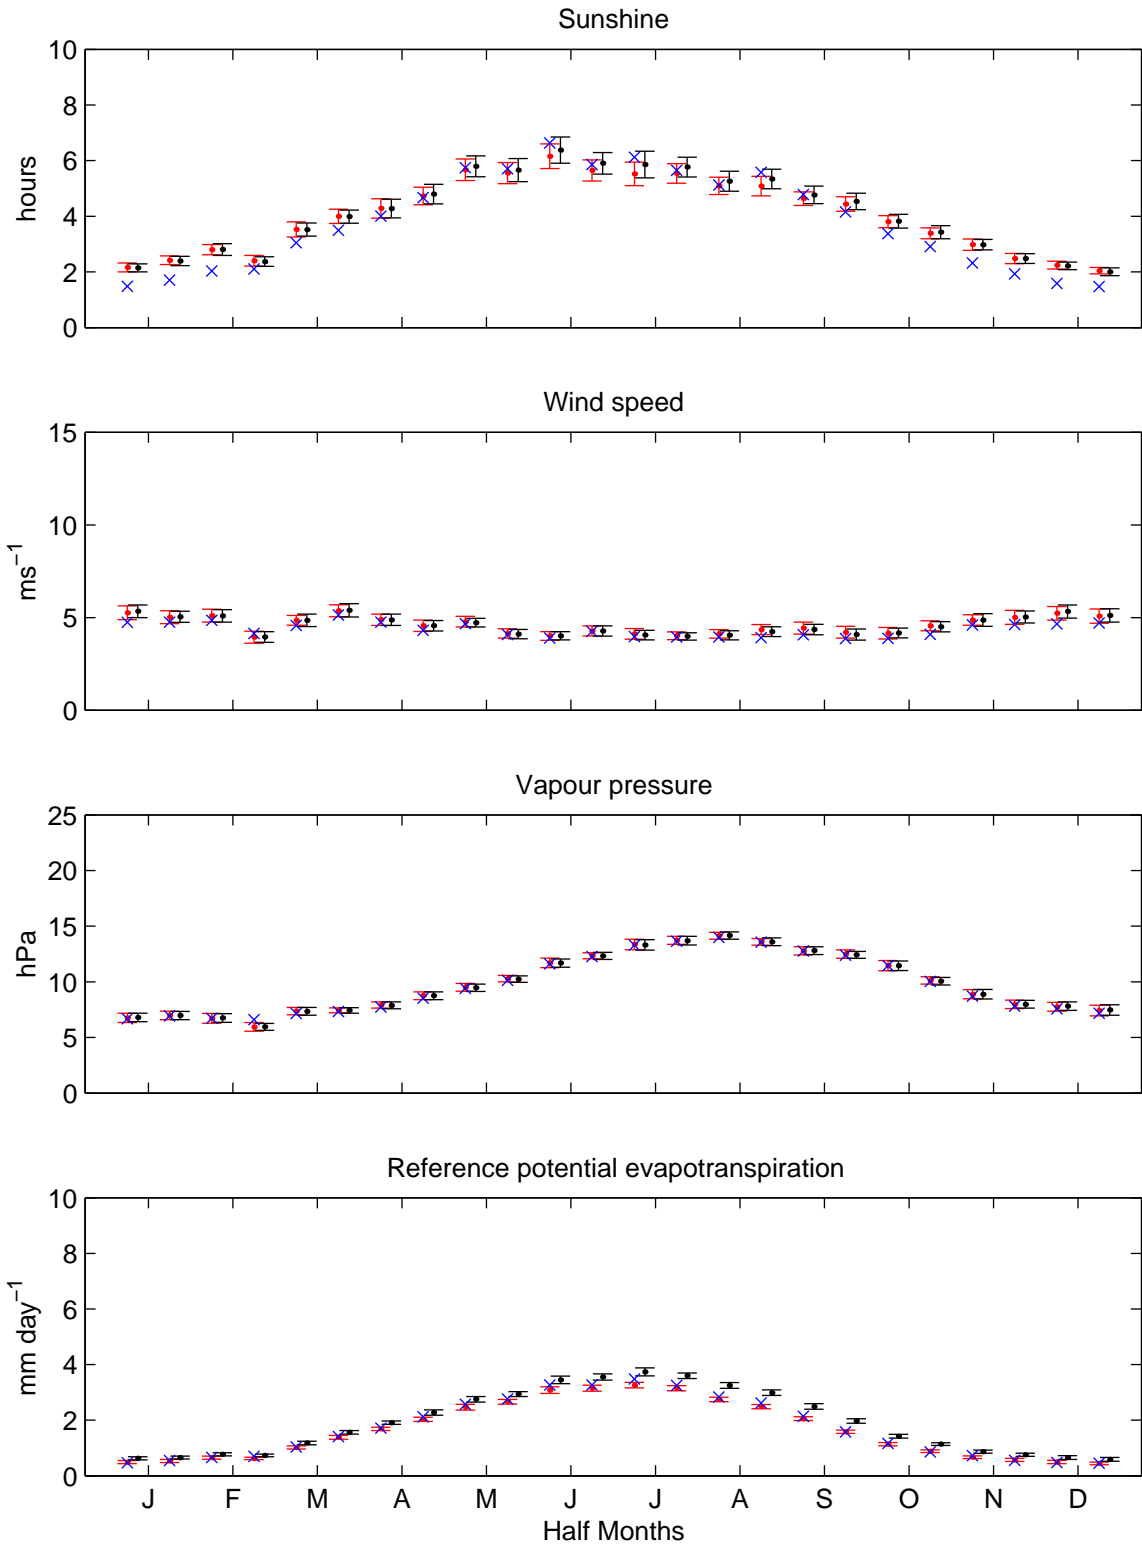 Sunshine
10
8
6
4
2
0
hours
Wind speed
15
10
5
0
ms⁻¹
Vapour pressure
25
20
15
10
5
0
hPa
Reference potential evapotranspiration
10
8
6
4
2
0
mm day⁻¹
J F M A M J J A S O N D
Half Months